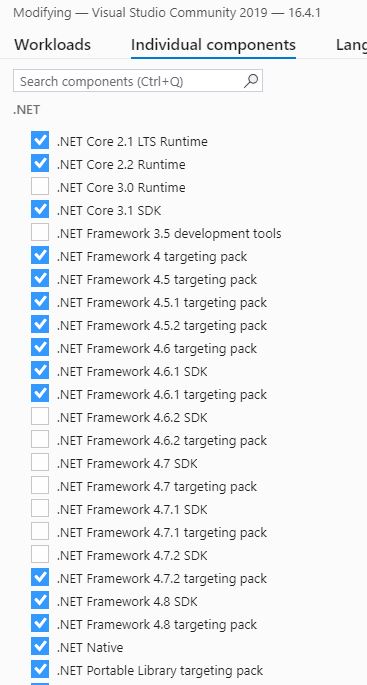 Modifying — Visual Studio Community 2019 — 16.4.1
Workloads Individual components Lang
Search components (Ctrl+Q)
.NET
.NET Core 2.1 LTS Runtime
.NET Core 2.2 Runtime
.NET Core 3.0 Runtime
.NET Core 3.1 SDK
.NET Framework 3.5 development tools
.NET Framework 4 targeting pack
.NET Framework 4.5 targeting pack
.NET Framework 4.5.1 targeting pack
.NET Framework 4.5.2 targeting pack
.NET Framework 4.6 targeting pack
.NET Framework 4.6.1 SDK
.NET Framework 4.6.1 targeting pack
.NET Framework 4.6.2 SDK
.NET Framework 4.6.2 targeting pack
.NET Framework 4.7 SDK
.NET Framework 4.7 targeting pack
.NET Framework 4.7.1 SDK
.NET Framework 4.7.1 targeting pack
.NET Framework 4.7.2 SDK
.NET Framework 4.7.2 targeting pack
.NET Framework 4.8 SDK
.NET Framework 4.8 targeting pack
.NET Native
.NET Portable Library targeting pack